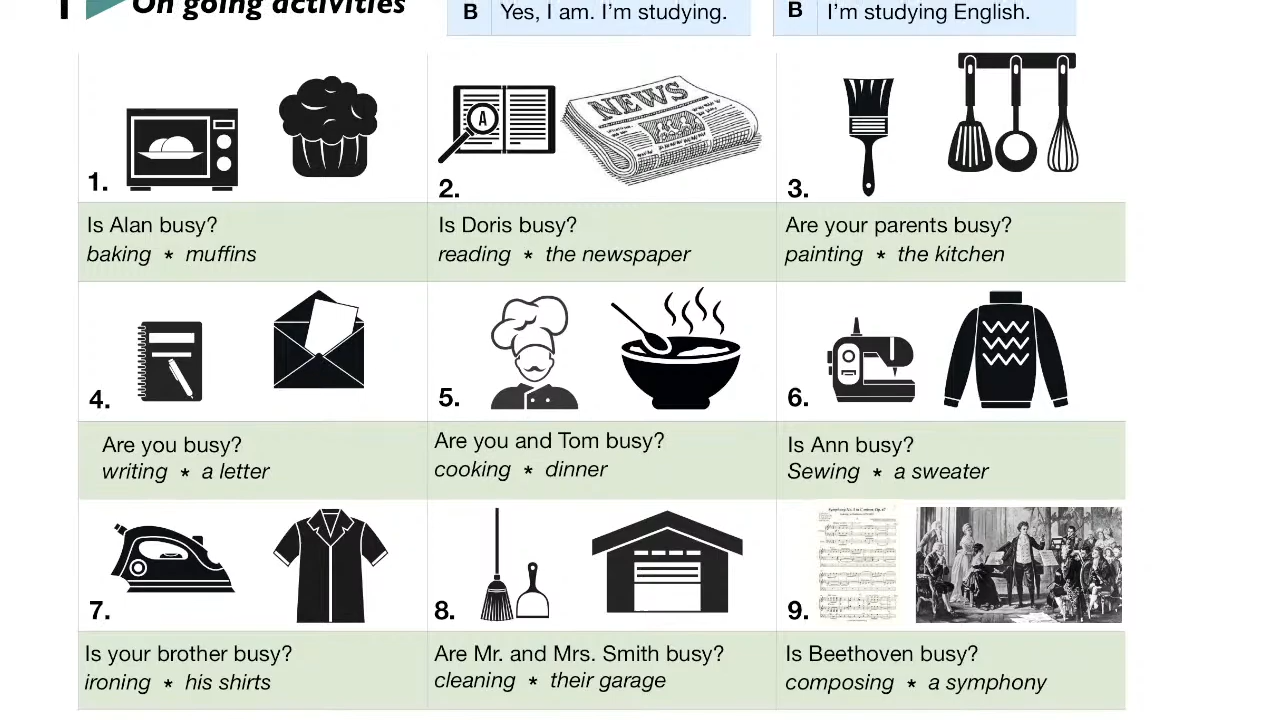 1 On going activities
B Yes, I am. I'm studying.
B I'm studying English.
A
NEWS
1.
2.
3.
Is Alan busy?
baking * muffins
Is Doris busy?
reading * the newspaper
Are your parents busy?
painting * the kitchen
4.
5.
6.
Are you busy?
writing * a letter
Are you and Tom busy?
cooking * dinner
Is Ann busy?
Sewing * a sweater
7.
8.
9.
Is your brother busy?
ironing * his shirts
Are Mr. and Mrs. Smith busy?
cleaning * their garage
Is Beethoven busy?
composing * a symphony